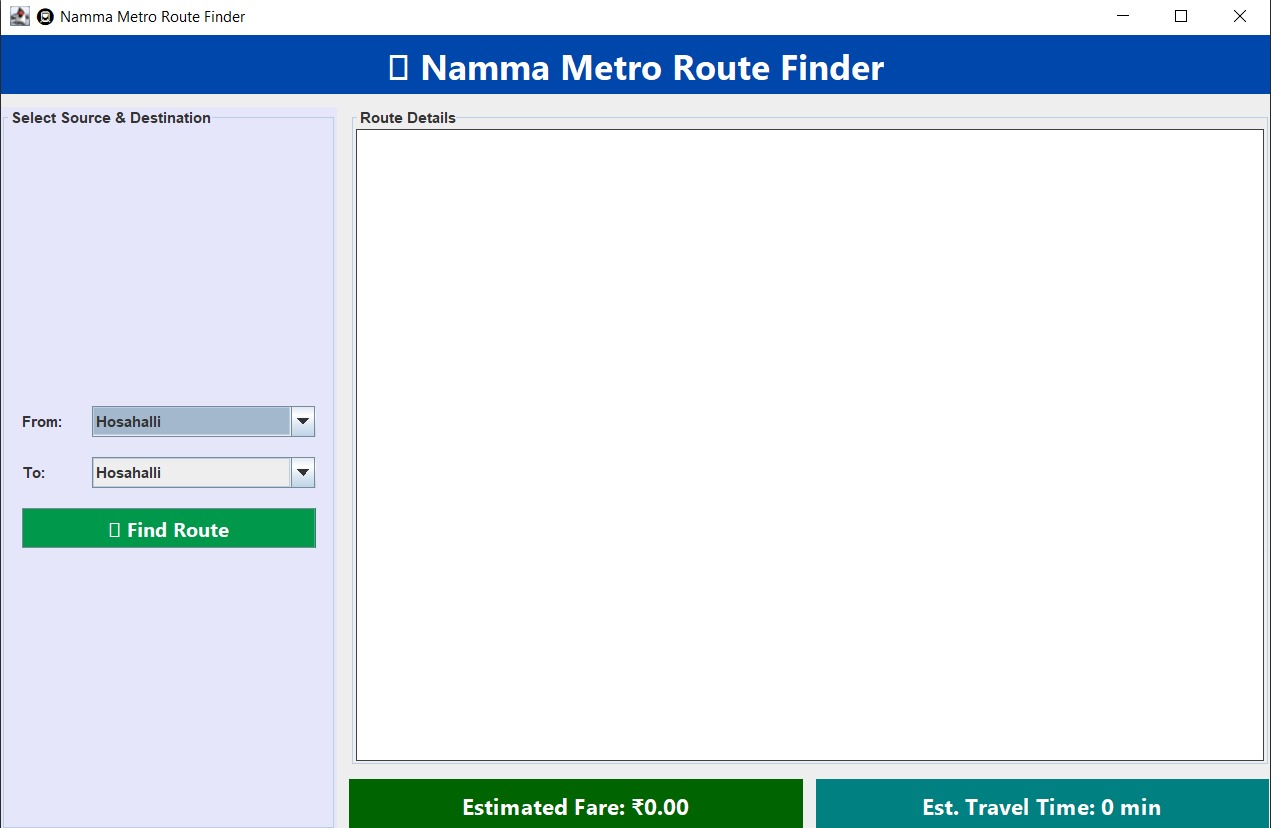 Namma Metro Route Finder
Namma Metro Route Finder
Select Source & Destination
Route Details
From: Hosahalli
To: Hosahalli
Find Route
Estimated Fare: ₹0.00
Est. Travel Time: 0 min